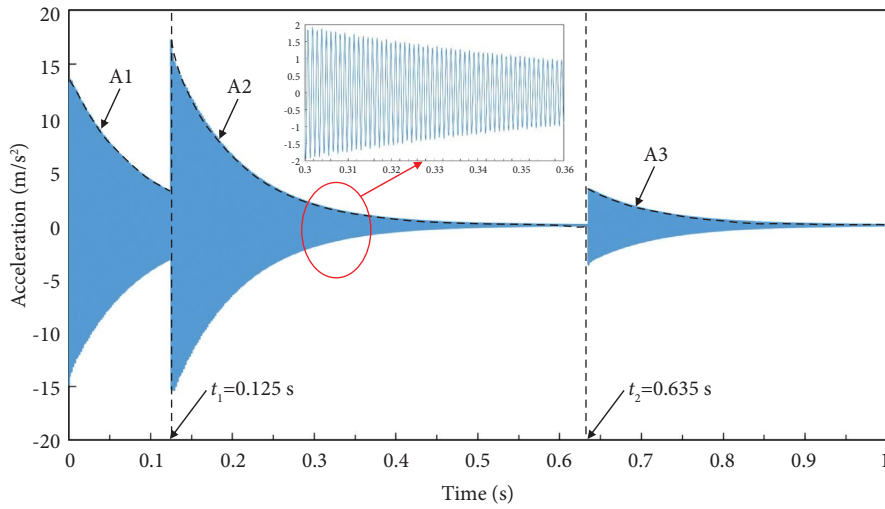 20
15
10
5
0
-5
-10
-15
-20
Acceleration (m/s²)
A1
A2
A3
2
1.5
1
0.5
0
-0.5
-1
-1.5
-2
0.3 0.31 0.32 0.33 0.34 0.35 0.36
t₁=0.125 s
t₂=0.635 s
0 0.1 0.2 0.3 0.4 0.5 0.6 0.7 0.8 0.9 1
Time (s)